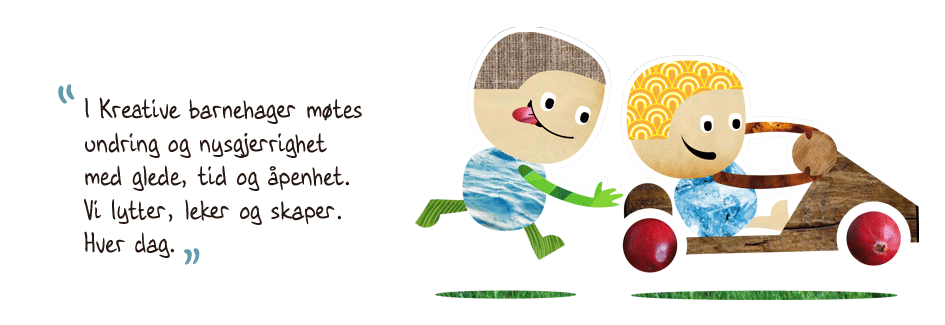 “ I Kreative barnehager møtes
undring og nysgjerrighet
med glede, tid og åpenhet.
Vi lytter, leker og skaper.
Hver dag. ”